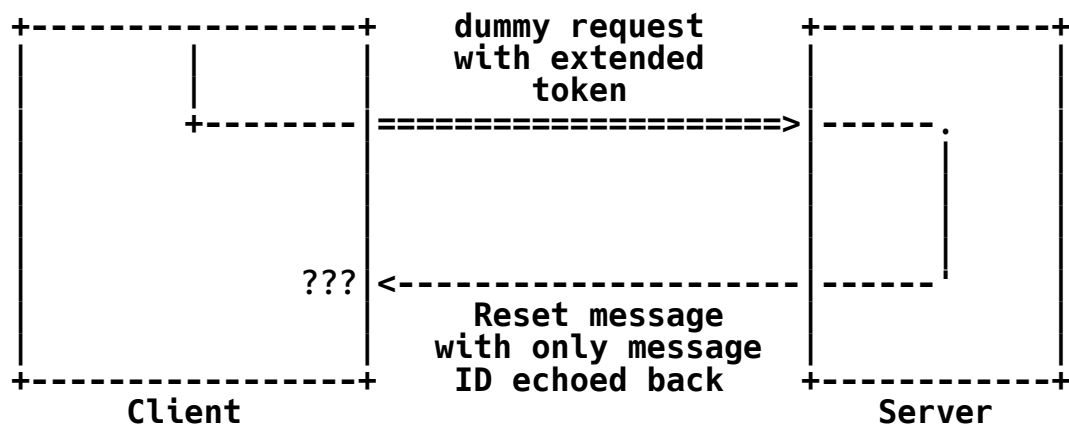 dummy request
with extended
token
???
Reset message
with only message
ID echoed back
Client
Server